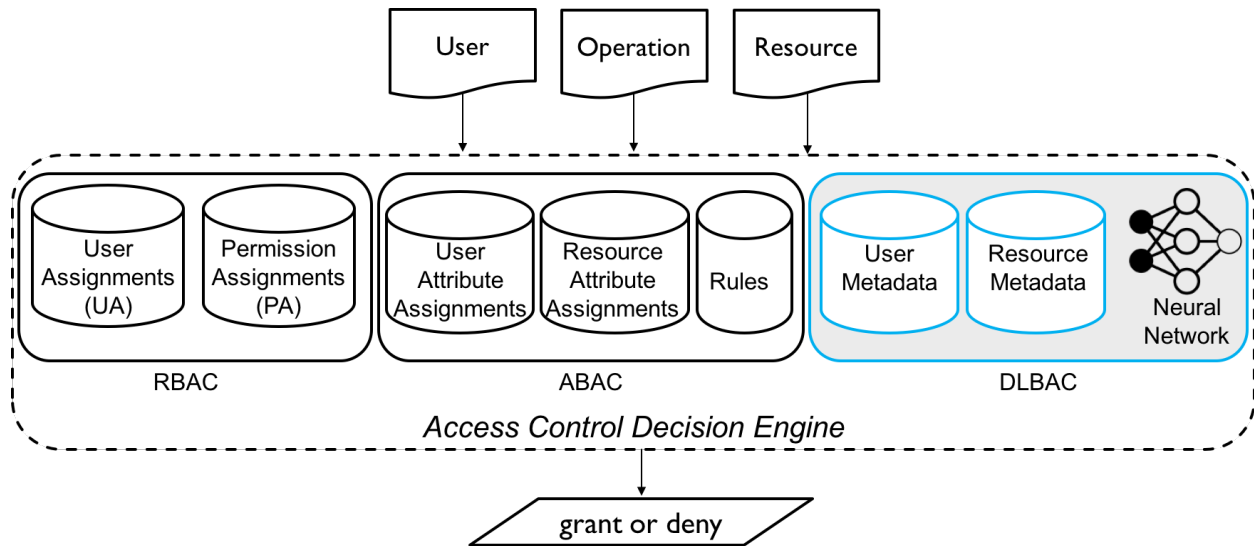 User
Operation
Resource
User
Assignments
(UA)
Permission
Assignments
(PA)
User
Attribute
Assignments
Resource
Attribute
Assignments
Rules
User
Metadata
Resource
Metadata
Neural
Network
RBAC
ABAC
DLBAC
Access Control Decision Engine
grant or deny